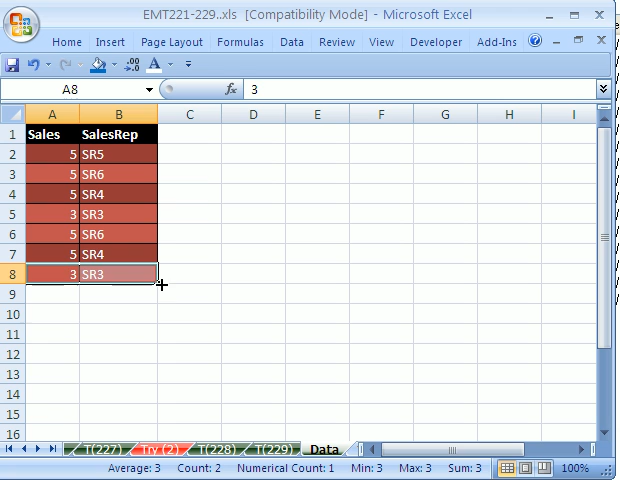 EMT221-229..xls [Compatibility Mode] - Microsoft Excel
Home Insert Page Layout Formulas Data Review View Developer Add-Ins
A8 fx 3
A B C D E F G H I
1 Sales SalesRep
2 5 SR5
3 5 SR6
4 5 SR4
5 3 SR3
6 5 SR6
7 5 SR4
8 3 SR3
9
10
11
12
13
14
15
16
T(227) Try (2) T(228) T(229) Data
Average: 3 Count: 2 Numerical Count: 1 Min: 3 Max: 3 Sum: 3 100%